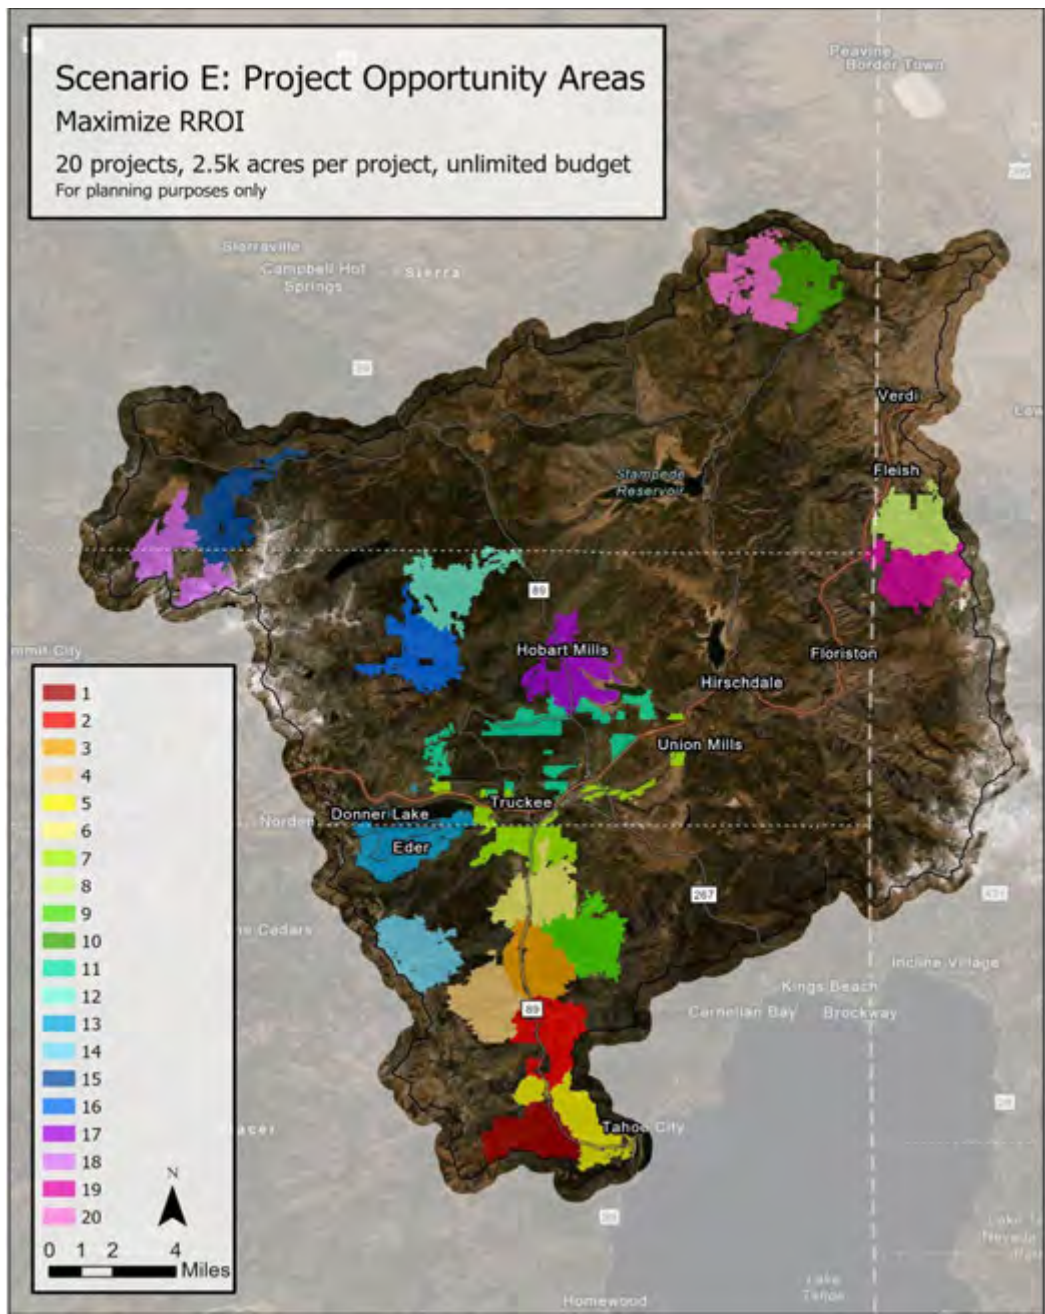 Scenario E: Project Opportunity Areas
Maximize RROI
20 projects, 2.5k acres per project, unlimited budget
For planning purposes only
Peavine
Border Town
Sierraville
Campbell Hot
Springs
Sierra
Verdi
Fleish
Stampede
Reservoir
89
Hobart Mills
Floriston
Hirschdale
Union Mills
mmit City
Truckee
Donner Lake
Norden
Eder
267
The Cedars
Incline Village
Kings Beach
Carnelian Bay
Brockway
89
Tahoe City
acer
1
2
3
4
5
6
7
8
9
10
11
12
13
14
15
16
17
18
19
20
N
0 1 2 4
Miles
Homewood
Lake
Tahoe
Nevada